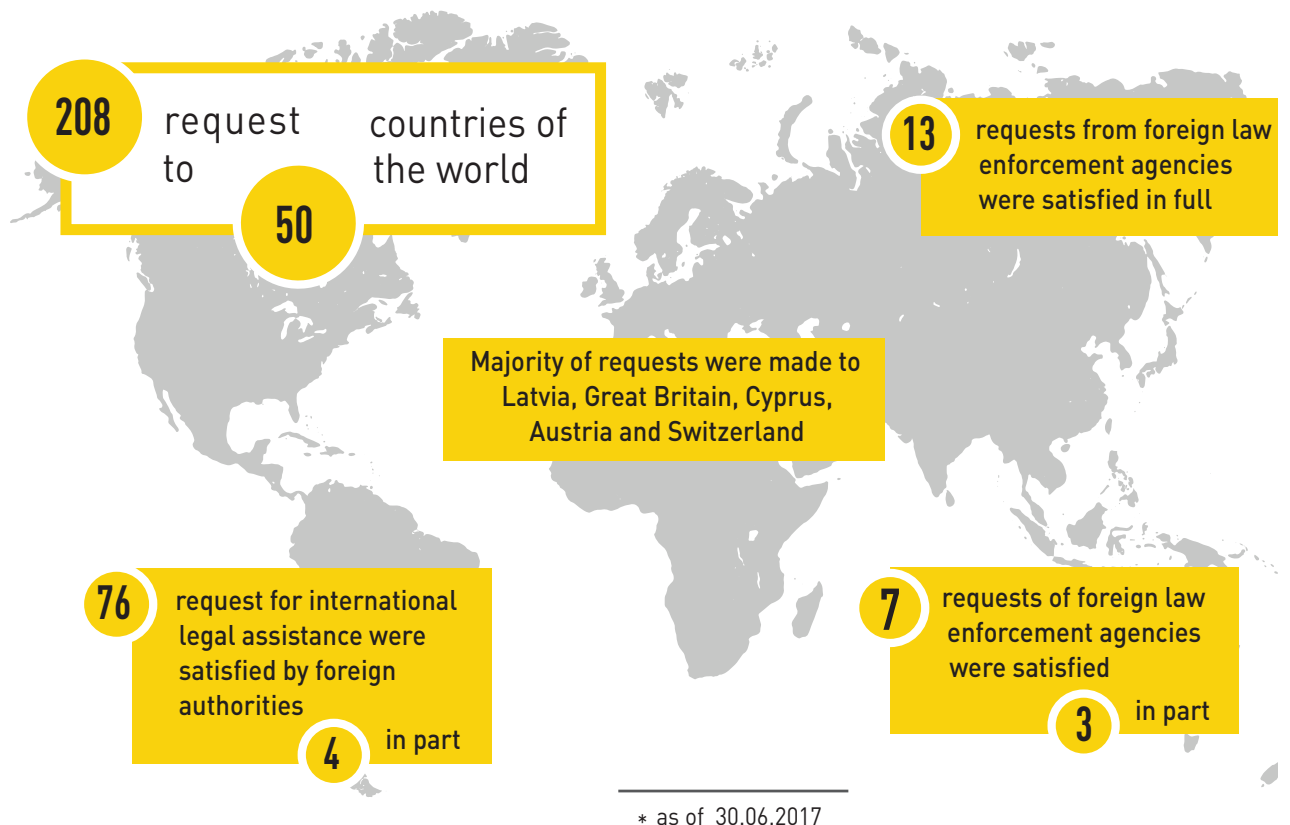 208
request
to
50
countries of
the world
13
requests from foreign law
enforcement agencies
were satisfied in full
Majority of requests were made to
Latvia, Great Britain, Cyprus,
Austria and Switzerland
76
request for international
legal assistance were
satisfied by foreign
authorities
4
in part
7
requests of foreign law
enforcement agencies
were satisfied
3
in part
* as of 30.06.2017